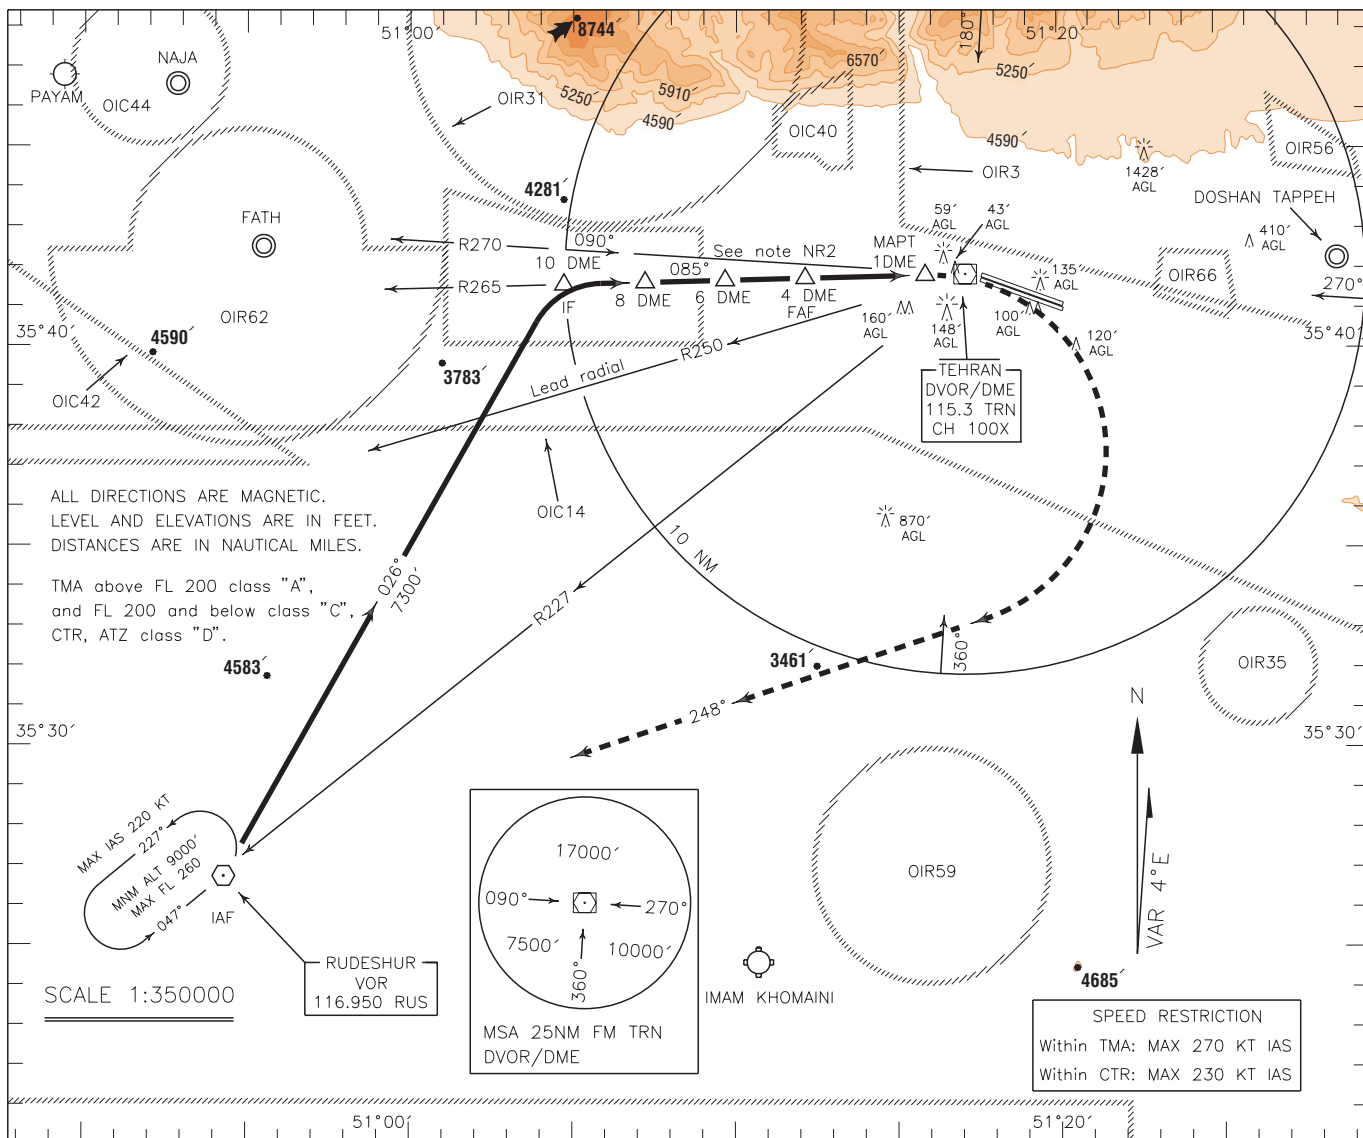 51°00′
51°20′
180°
8744′
NAJA
PAYAM
OIC44
OIR31
5250′
5910′
4590′
6570′
5250′
OIC40
4590′
OIR3
1428′
AGL
OIR56
DOSHAN TAPPEH
410′
AGL
4281′
FATH
R270
090°
10 DME
See note NR2
MAPT
1DME
59′
AGL
43′
135′
AGL
OIR66
270°
R265
085°
IF
8 DME
6 DME
4 DME
FAF
160′
AGL
148′
AGL
100′
AGL
120′
AGL
OIR62
35°40′
35°40′
4590′
3783′
R250
Lead radial
OIC42
TEHRAN
DVOR/DME
115.3 TRN
CH 100X
ALL DIRECTIONS ARE MAGNETIC.
LEVEL AND ELEVATIONS ARE IN FEET.
DISTANCES ARE IN NAUTICAL MILES.
TMA above FL 200 class "A",
and FL 200 and below class "C",
CTR, ATZ class "D".
OIC14
870′
AGL
10 NM
026°
7300′
R227
4583′
3461′
360°
OIR35
248°
N
35°30′
35°30′
MAX IAS 220 KT
227°
MNM ALT 9000′
MAX FL 260
047°
IAF
17000′
090°
270°
7500′
10000′
360°
MSA 25NM FM TRN
DVOR/DME
OIR59
VAR 4°E
RUDESHUR
VOR
116.950 RUS
SCALE 1:350000
IMAM KHOMAINI
4685′
SPEED RESTRICTION
Within TMA: MAX 270 KT IAS
Within CTR: MAX 230 KT IAS
51°00′
51°20′